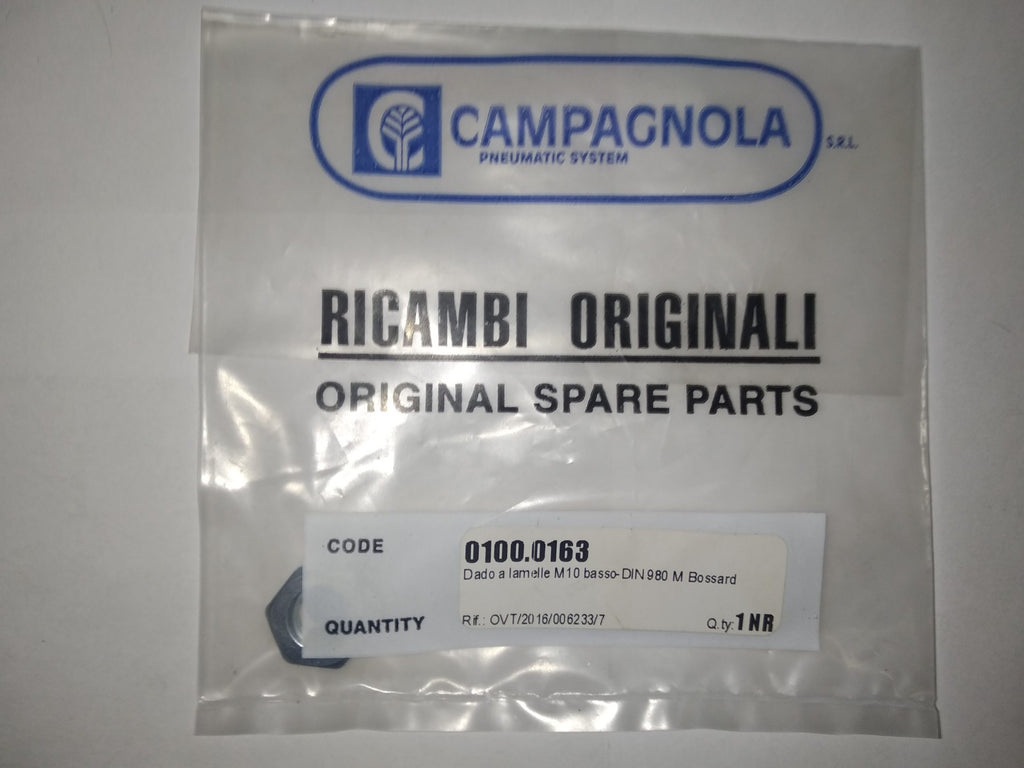 CAMPAGNOLA
S.R.L.
PNEUMATIC SYSTEM
RICAMBI ORIGINALI
ORIGINAL SPARE PARTS
CODE
0100.0163
Dado a lamelle M10 basso-DIN 980 M Bossard
QUANTITY
Rif.: OVT/2016/006233/7
Q.ty: 1 NR